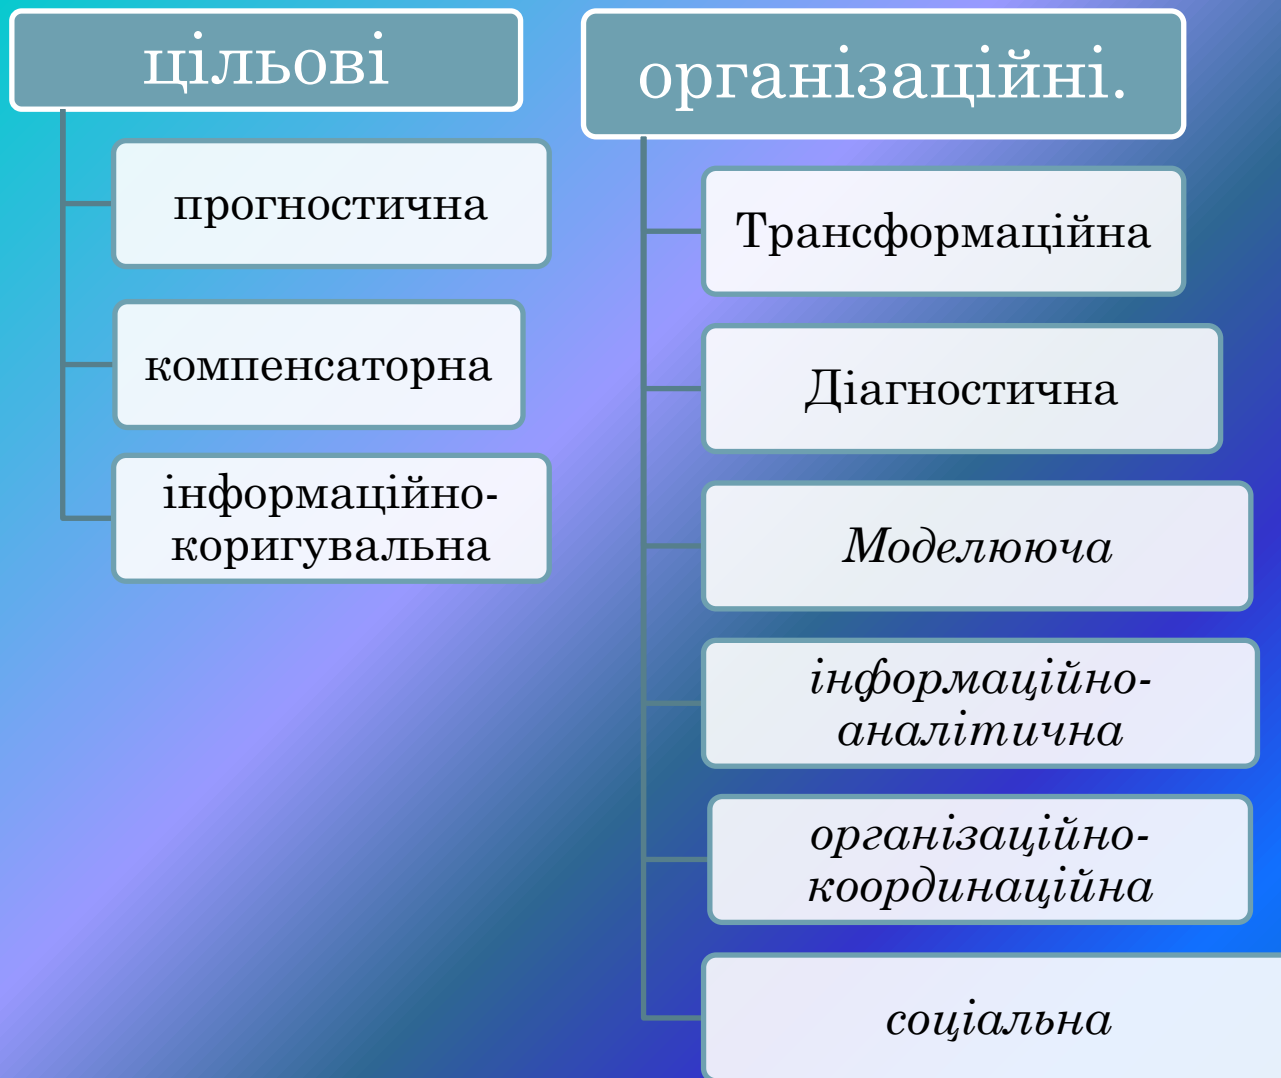 цільові
прогностична
компенсаторна
інформаційно-
коригувальна
організаційні.
Трансформаційна
Діагностична
Моделююча
інформаційно-
аналітична
організаційно-
координаційна
соціальна